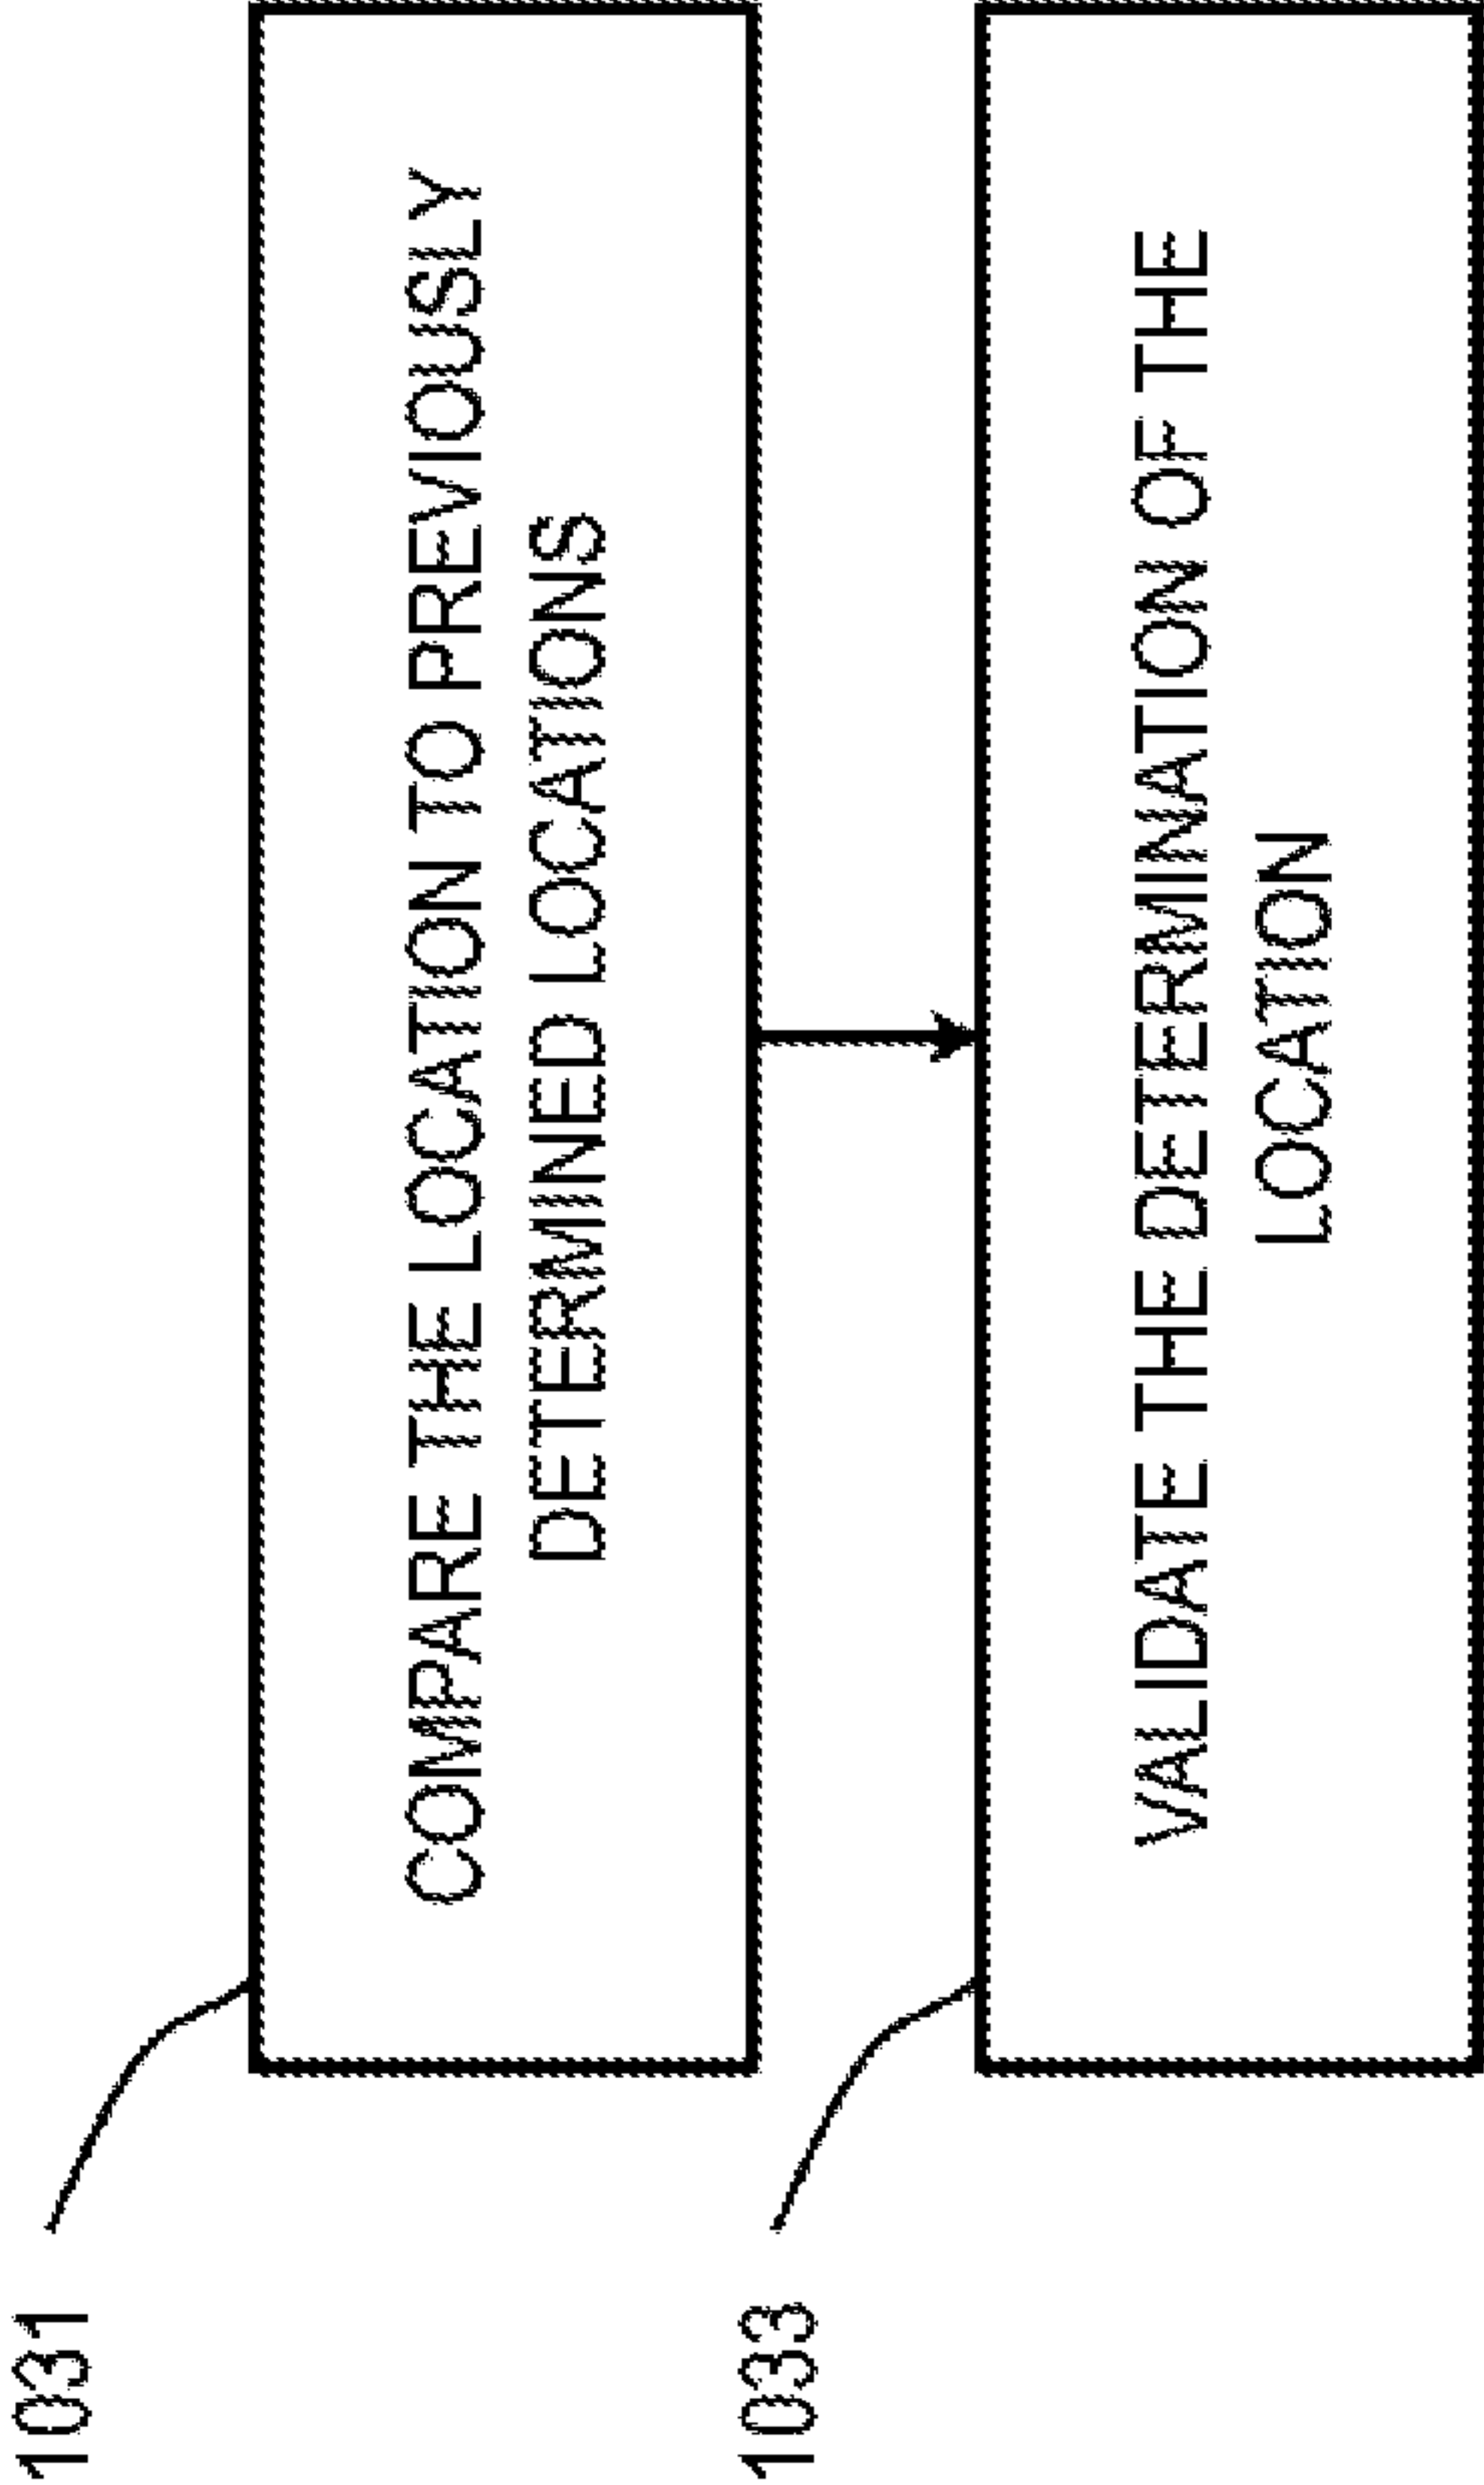 1031
COMPARE THE LOCATION TO PREVIOUSLY
DETERMINED LOCATIONS
1033
VALIDATE THE DETERMINATION OF THE
LOCATION